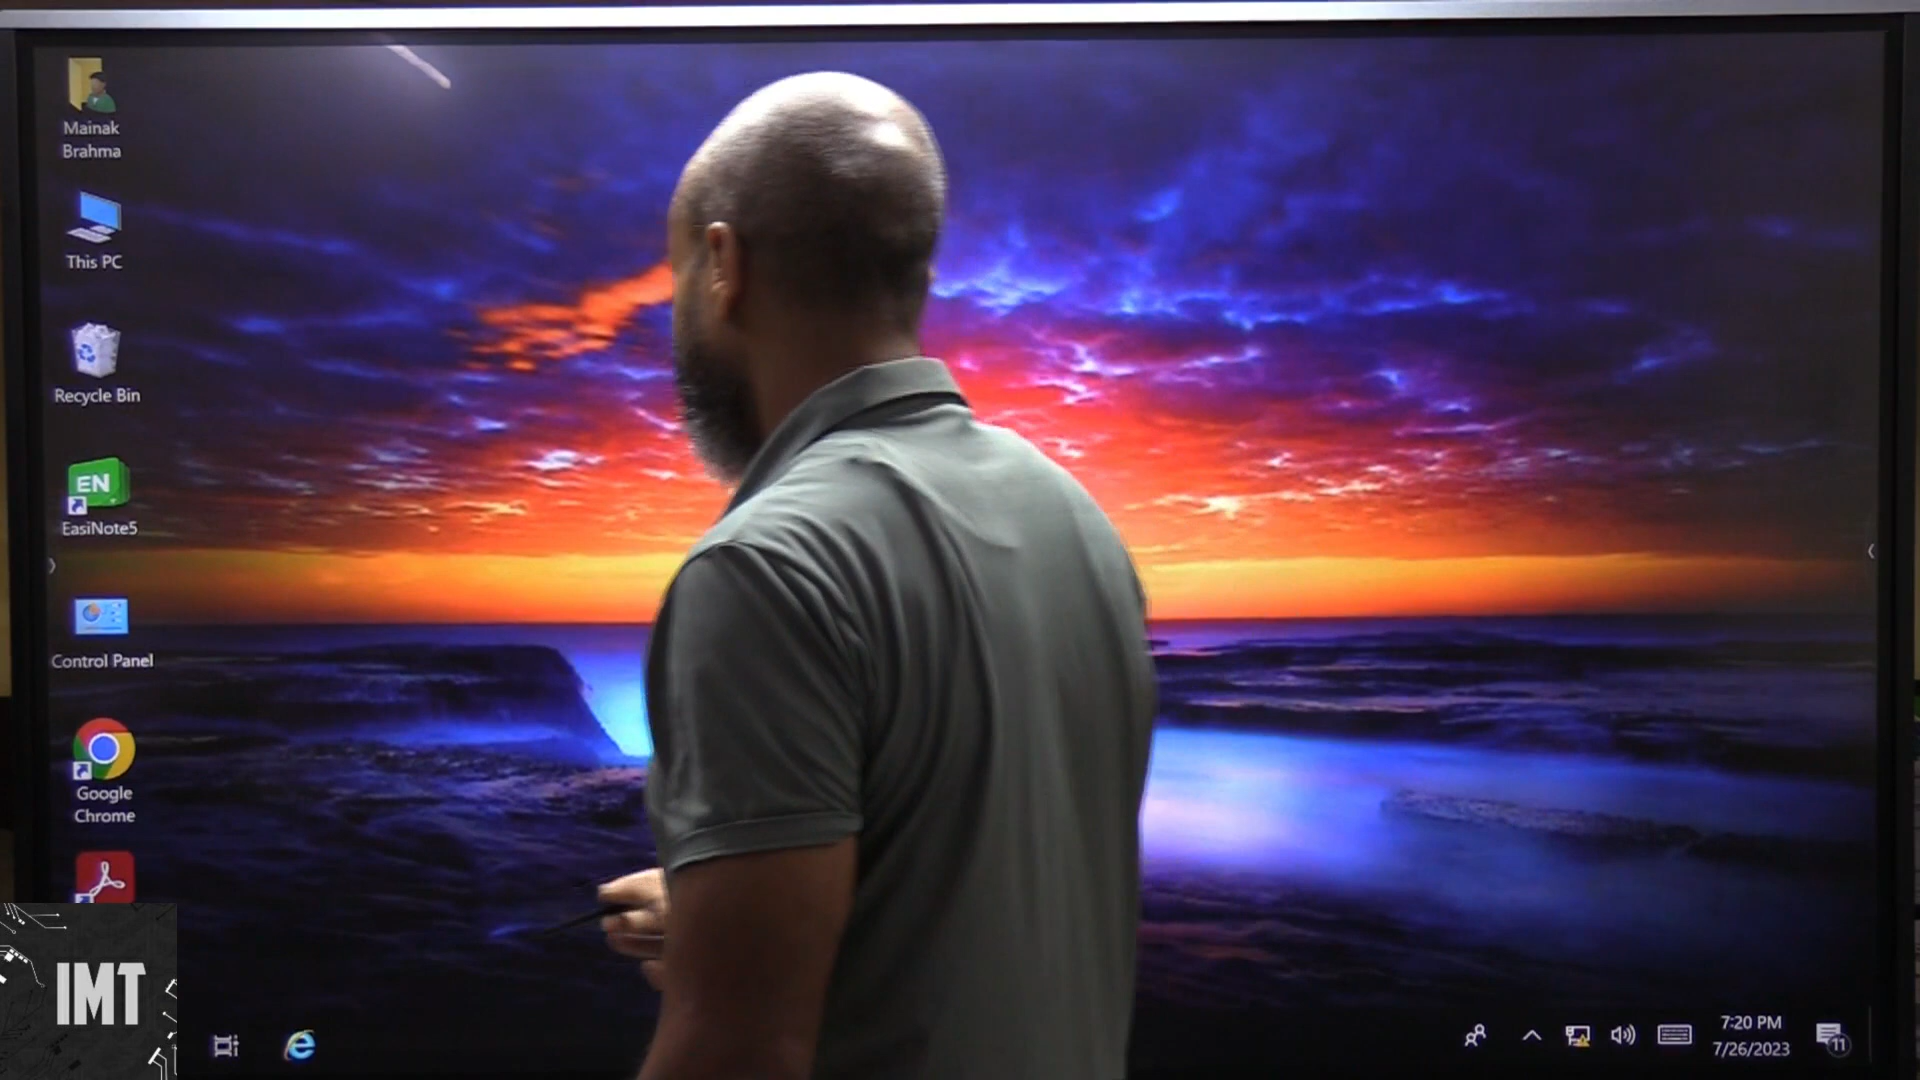 Mainak
Brahma
This PC
Recycle Bin
EN
EasiNote5
Control Panel
Google
Chrome
IMT
7:20 PM
7/26/2023
11